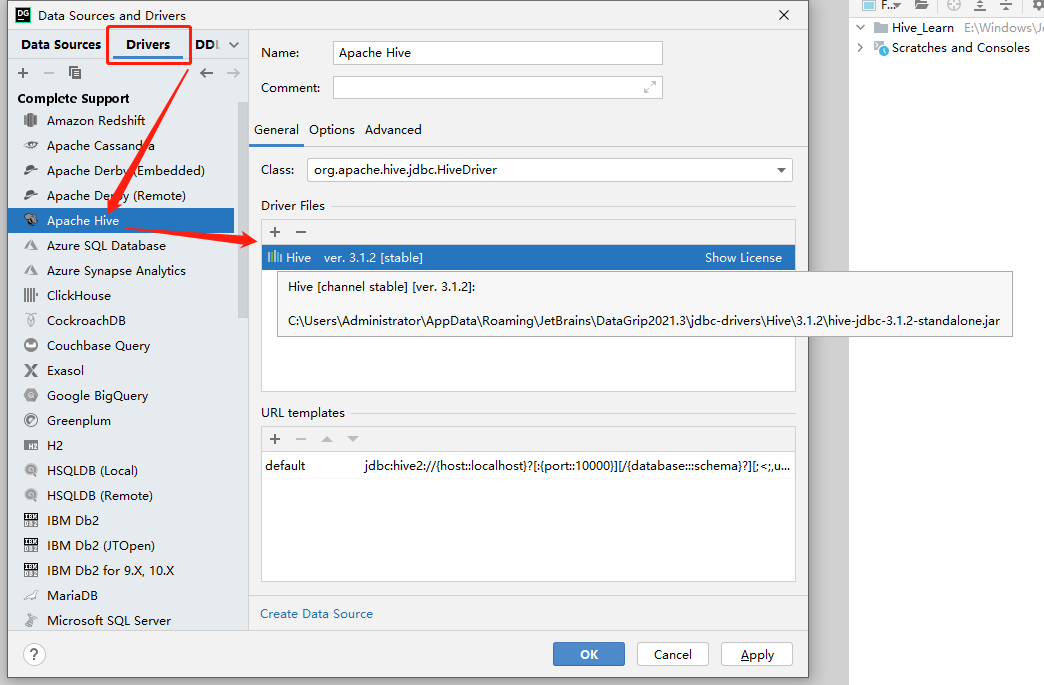 DG Data Sources and Drivers
Data Sources Drivers DDL
Complete Support
Amazon Redshift
Apache Cassandra
Apache Derby (Embedded)
Apache Derby (Remote)
Apache Hive
Azure SQL Database
Azure Synapse Analytics
ClickHouse
CockroachDB
Couchbase Query
Exasol
Google BigQuery
Greenplum
H2
HSQLDB (Local)
HSQLDB (Remote)
IBM Db2
IBM Db2 (JTOpen)
IBM Db2 for 9.X, 10.X
MariaDB
Microsoft SQL Server
Name: Apache Hive
Comment:
General Options Advanced
Class: org.apache.hive.jdbc.HiveDriver
Driver Files
Hive ver. 3.1.2 [stable] Show License
Hive [channel stable] [ver. 3.1.2]:
C:\Users\Administrator\AppData\Roaming\JetBrains\DataGrip2021.3\jdbc-drivers\Hive\3.1.2\hive-jdbc-3.1.2-standalone.jar
URL templates
default jdbc:hive2://{host::localhost}?[:{port::10000}][/{database:::schema}?][;<;,u...
Create Data Source
? OK Cancel Apply
F...
Hive_Learn E:\Windows\J
Scratches and Consoles